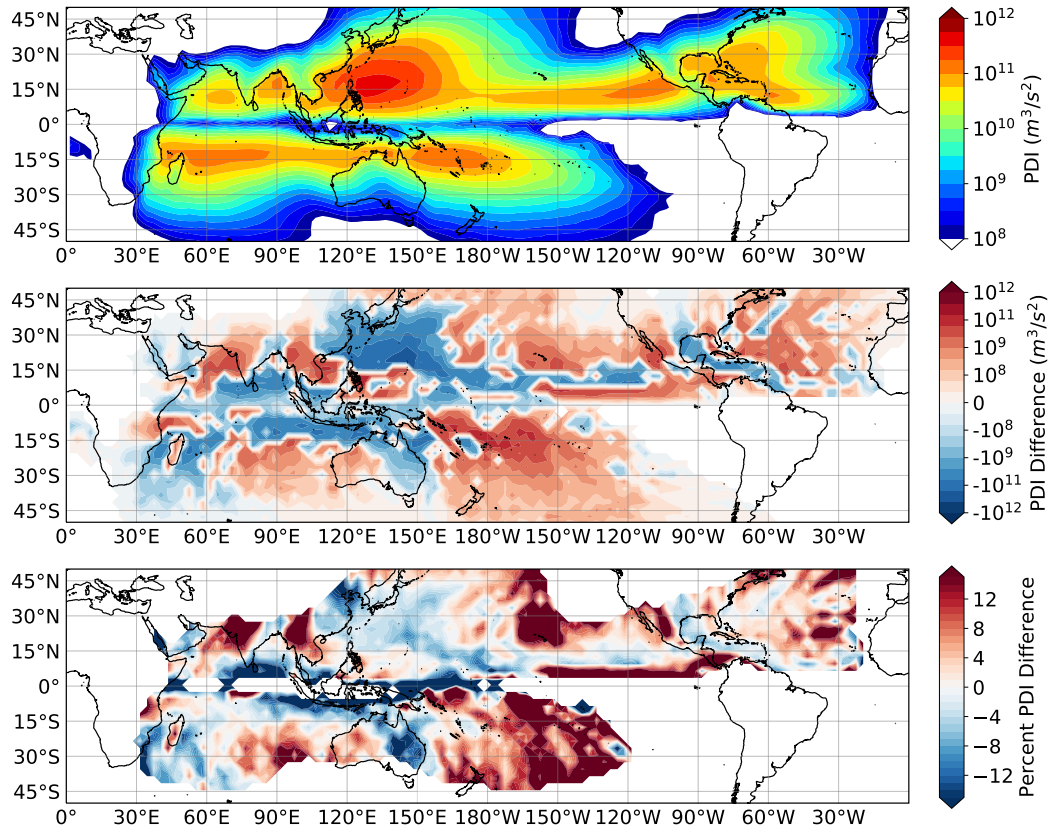 45°N
30°N
15°N
0°
15°S
30°S
45°S
0°
30°E
60°E
90°E
120°E
150°E
180°E
150°W
120°W
90°W
60°W
30°W
10¹²
10¹¹
10¹⁰
10⁹
10⁸
PDI (m³/s²)
45°N
30°N
15°N
0°
15°S
30°S
45°S
0°
30°E
60°E
90°E
120°E
150°E
180°E
150°W
120°W
90°W
60°W
30°W
10¹²
10¹¹
10⁹
10⁸
0
-10⁸
-10⁹
-10¹¹
-10¹²
PDI Difference (m³/s²)
45°N
30°N
15°N
0°
15°S
30°S
45°S
0°
30°E
60°E
90°E
120°E
150°E
180°E
150°W
120°W
90°W
60°W
30°W
12
8
4
0
−4
−8
−12
Percent PDI Difference